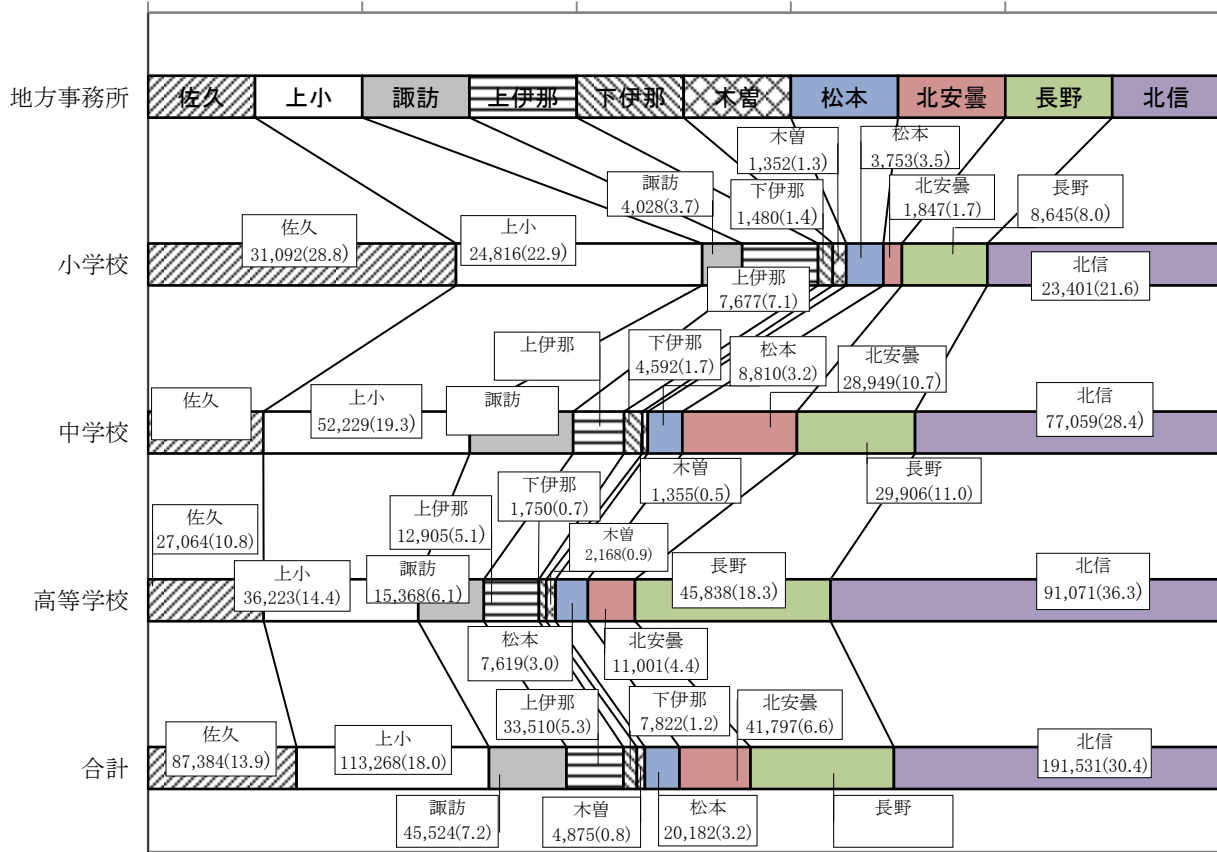 地方事務所
佐久
上小
諏訪
上伊那
下伊那
木曽
松本
北安曇
長野
北信
木曽
1,352(1.3)
松本
3,753(3.5)
諏訪
4,028(3.7)
下伊那
1,480(1.4)
北安曇
1,847(1.7)
長野
8,645(8.0)
小学校
佐久
31,092(28.8)
上小
24,816(22.9)
上伊那
7,677(7.1)
北信
23,401(21.6)
上伊那
下伊那
4,592(1.7)
松本
8,810(3.2)
北安曇
28,949(10.7)
中学校
佐久
上小
52,229(19.3)
諏訪
北信
77,059(28.4)
木曽
1,355(0.5)
長野
29,906(11.0)
下伊那
1,750(0.7)
上伊那
12,905(5.1)
佐久
27,064(10.8)
木曽
2,168(0.9)
高等学校
上小
36,223(14.4)
諏訪
15,368(6.1)
長野
45,838(18.3)
北信
91,071(36.3)
松本
7,619(3.0)
北安曇
11,001(4.4)
上伊那
33,510(5.3)
下伊那
7,822(1.2)
北安曇
41,797(6.6)
合計
佐久
87,384(13.9)
上小
113,268(18.0)
北信
191,531(30.4)
諏訪
45,524(7.2)
木曽
4,875(0.8)
松本
20,182(3.2)
長野